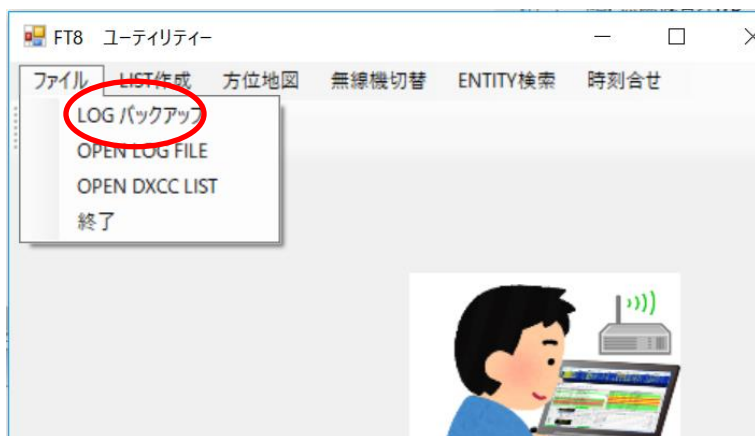 FT8 ユーティリティー
ファイル LIST作成 方位地図 無線機切替 ENTITY検索 時刻合せ
LOG バックアップ
OPEN LOG FILE
OPEN DXCC LIST
終了